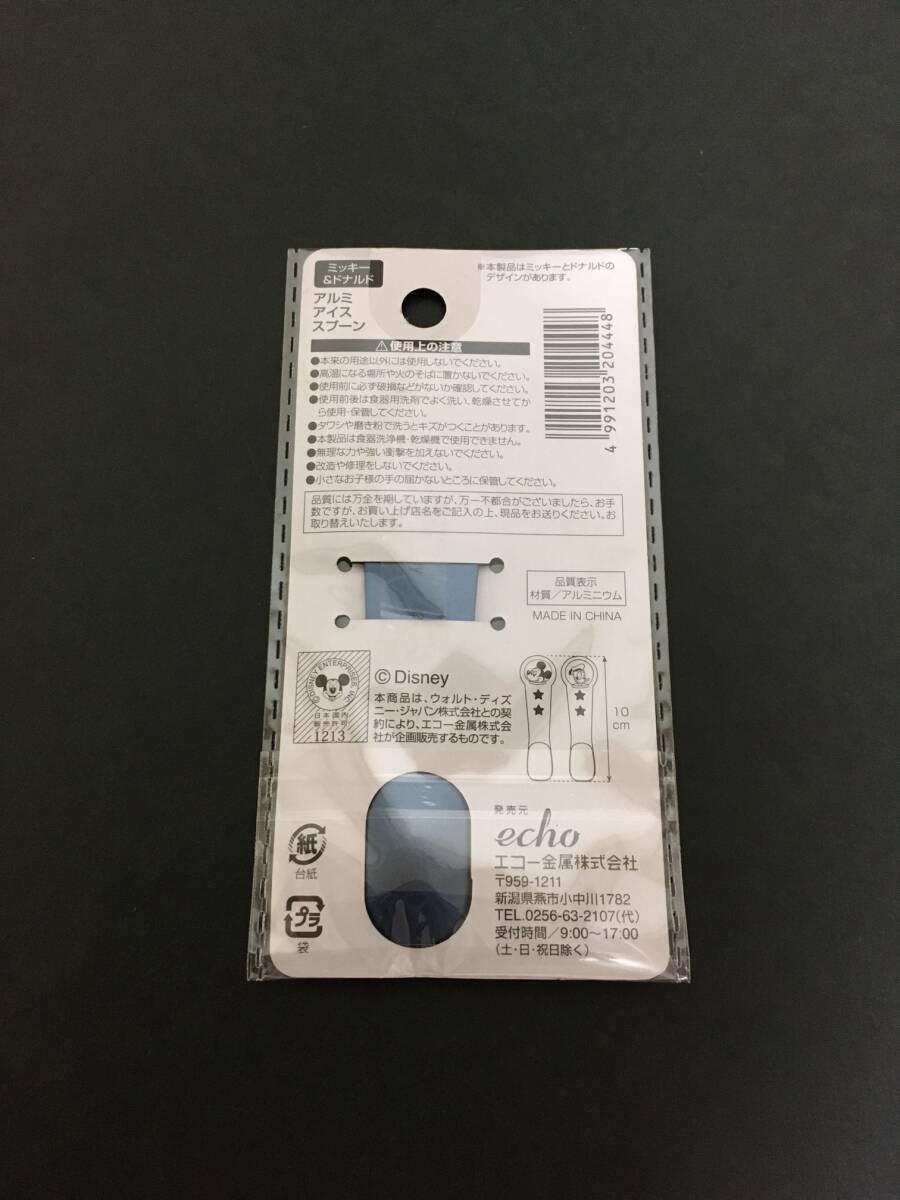 ミッキー
&ドナルド
アルミ
アイス
スプーン
※本製品はミッキーとドナルドの
デザインがあります。
⚠使用上の注意
●本来の用途以外には使用しないでください。
●高温になる場所や火のそばに置かないでください。
●使用前に必ず破損などがないか確認してください。
●使用前後は食器用洗剤でよく洗い、乾燥させてか
ら使用・保管してください。
●タワシや磨き粉で洗うとキズがつくことがあります。
●本製品は食器洗浄機・乾燥機で使用できません。
●無理な力や強い衝撃を加えないでください。
●改造や修理をしないでください。
●小さなお子様の手の届かないところに保管してください。
4 991203 204448
品質には万全を期していますが、万一不都合がございましたら、お手
数ですが、お買い上げ店名をご記入の上、現品をお送りください。お
取り替えいたします。
品質表示
材質/アルミニウム
MADE IN CHINA
©DISNEY ENTERPRISES, INC.
日本国内
販売許可
1213
©Disney
本商品は、ウォルト・ディズ
ニー・ジャパン株式会社との契
約により、エコー金属株式会
社が企画販売するものです。
10
cm
紙
台紙
プラ
袋
発売元
echo
エコー金属株式会社
〒959-1211
新潟県燕市小中川1782
TEL.0256-63-2107(代)
受付時間/9:00〜17:00
(土・日・祝日除く)